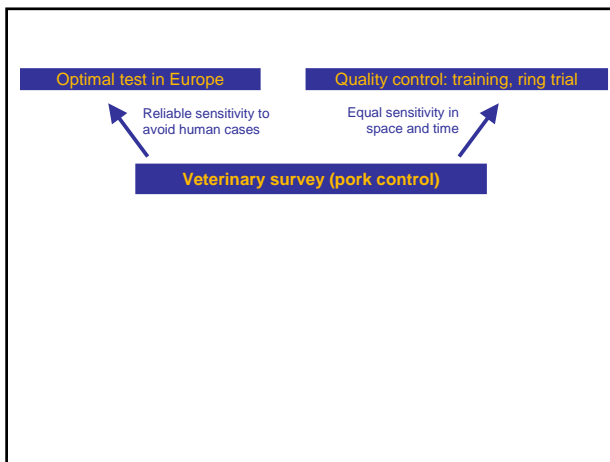 Optimal test in Europe
Quality control: training, ring trial
Reliable sensitivity to
avoid human cases
Equal sensitivity in
space and time
Veterinary survey (pork control)